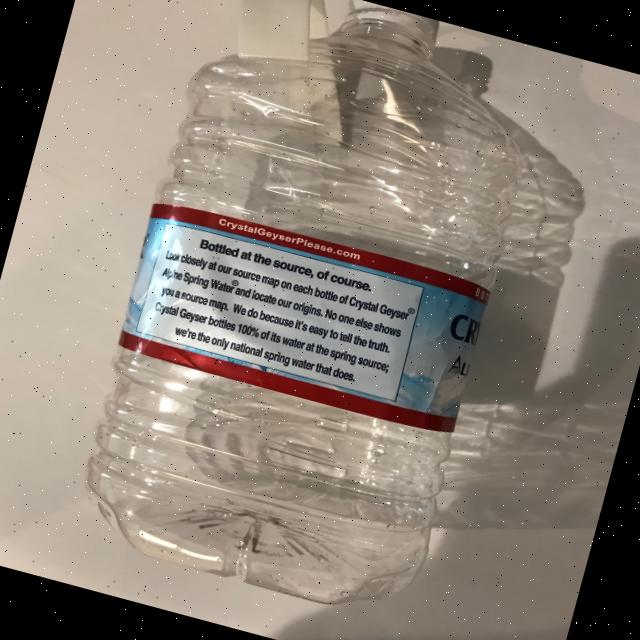 CrystalGeyserPlease.com
Bottled at the source, of course.
Look closely at our source map on each bottle of Crystal Geyser®
Alpine Spring Water® and locate our origins. No one else shows
you a source map. We do because it's easy to tell the truth.
Crystal Geyser bottles 100% of its water at the spring source;
we're the only national spring water that does.